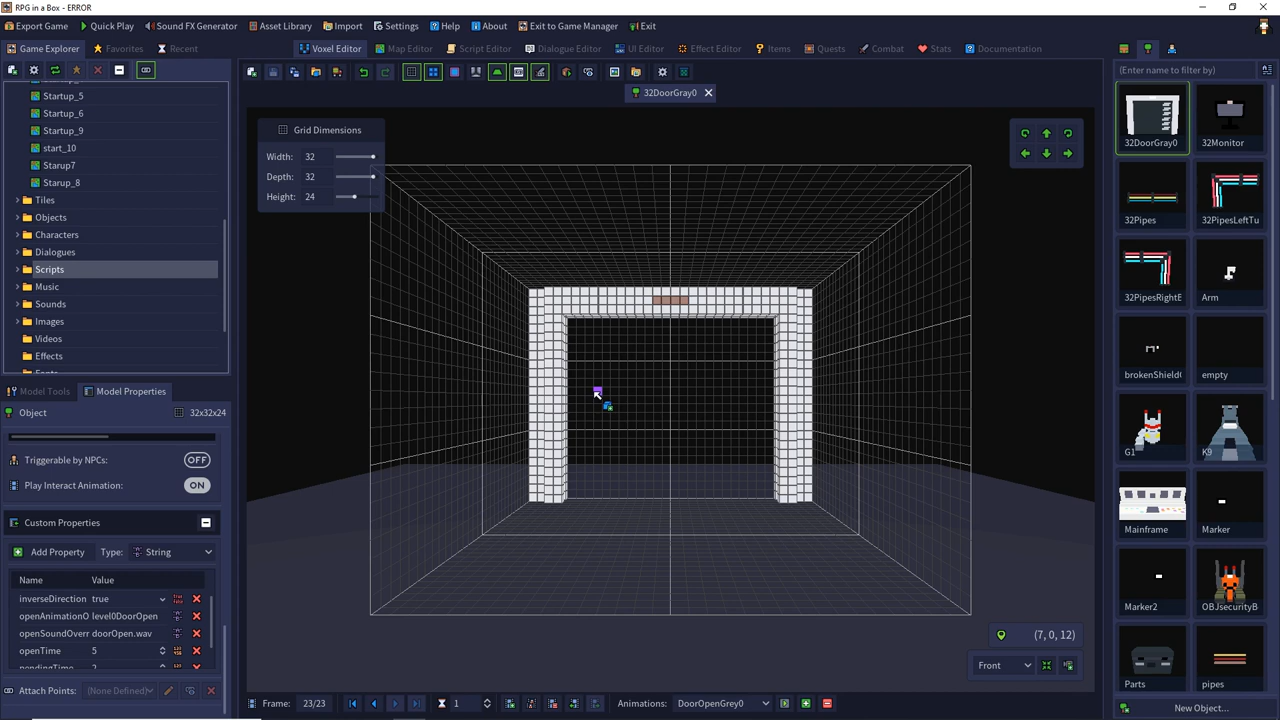 RPG in a Box - ERROR
Export Game Quick Play Sound FX Generator Asset Library Import Settings Help About Exit to Game Manager Exit
Game Explorer Favorites Recent Voxel Editor Map Editor Script Editor Dialogue Editor UI Editor Effect Editor Items Quests Combat Stats Documentation
(Enter name to filter by)
32DoorGray0
Startup_5
Startup_6
Startup_9
start_10
Starup7
Starup_8
Tiles
Objects
Characters
Dialogues
Scripts
Music
Sounds
Images
Videos
Effects
Model Tools Model Properties
Object 32x32x24
Triggerable by NPCs: OFF
Play Interact Animation: ON
Custom Properties
Add Property Type: String
Name Value
inverseDirection true
openAnimationO level0DoorOpen
openSoundOverr doorOpen.wav
openTime 5
pendingTime 2
Attach Points: (None Defined)
Grid Dimensions
Width: 32
Depth: 32
Height: 24
(7, 0, 12)
Front
Frame: 23/23 1 Animations: DoorOpenGrey0
32DoorGray0 32Monitor
32Pipes 32PipesLeftTu
32PipesRightE Arm
brokenShield( empty
G1 K9
Mainframe Marker
Marker2 OBJsecurityB
Parts pipes
New Object...